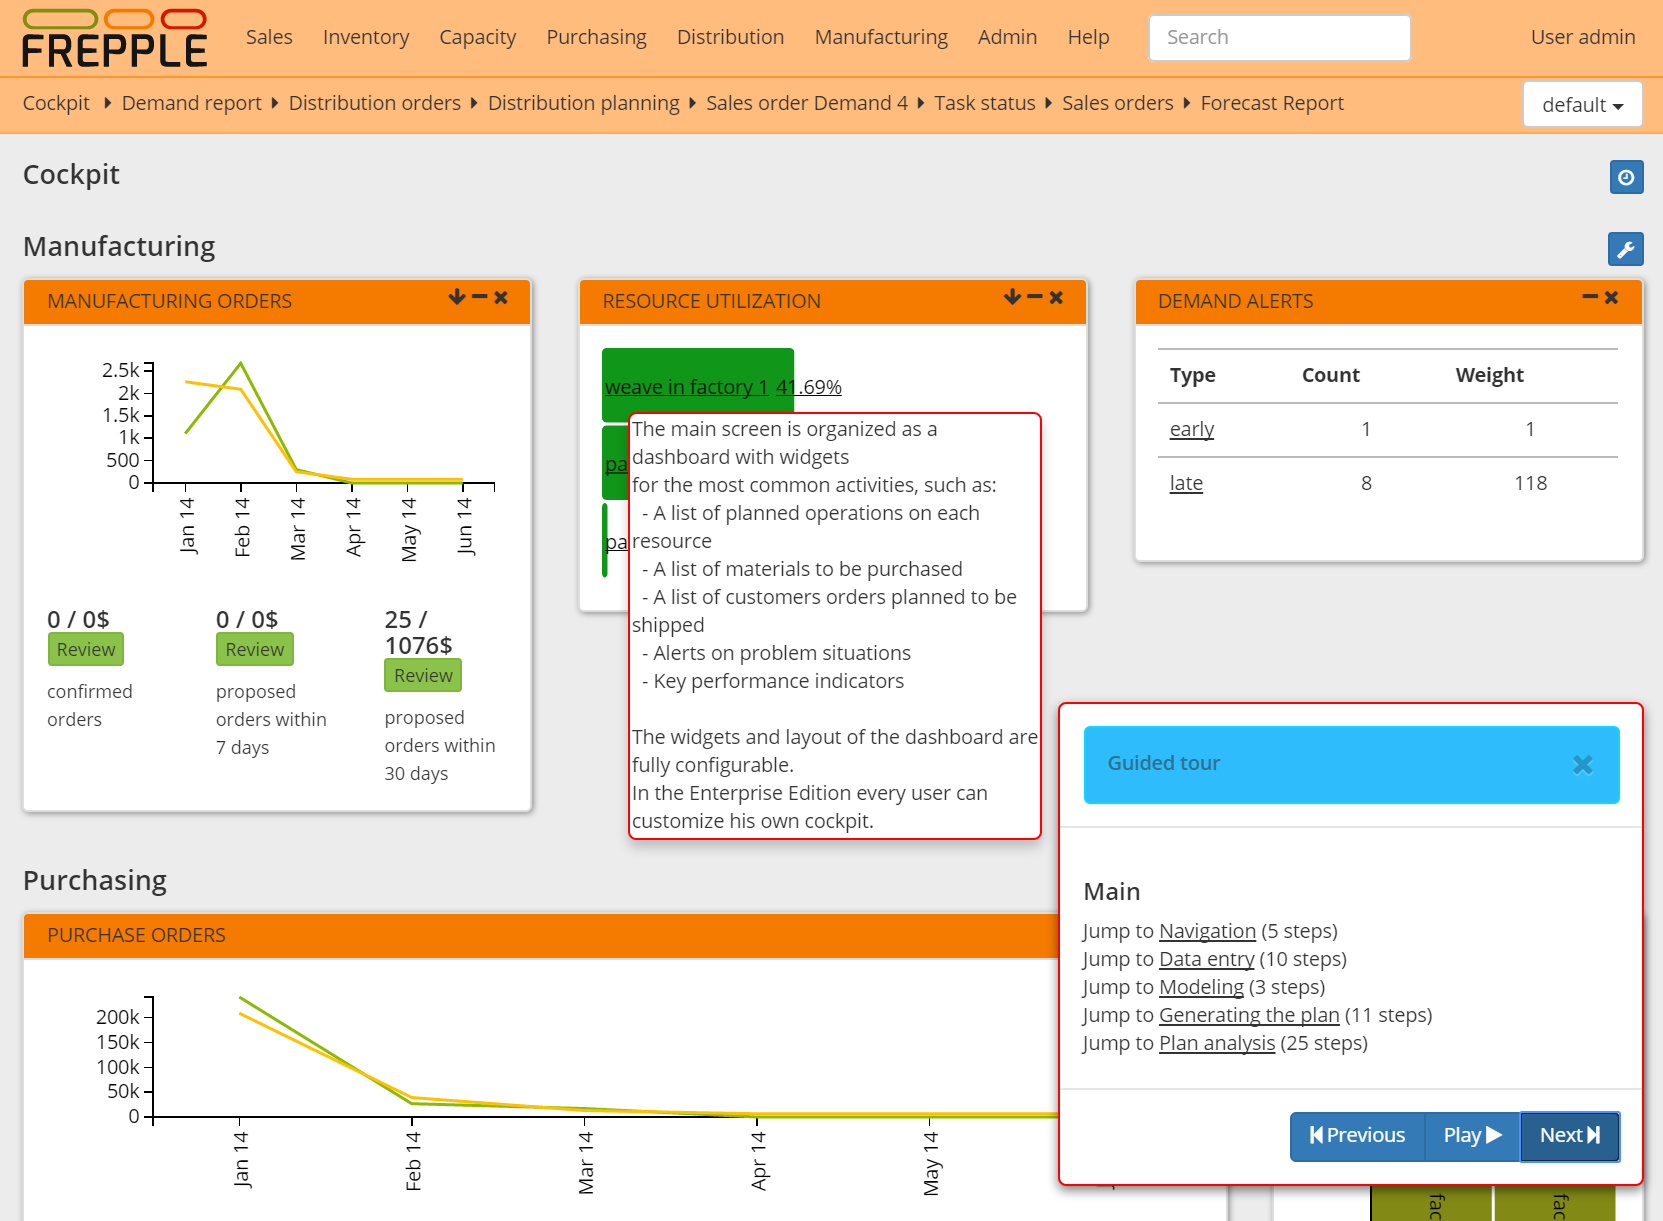 FREPPLE
Sales Inventory Capacity Purchasing Distribution Manufacturing Admin Help Search User admin
Cockpit Demand report Distribution orders Distribution planning Sales order Demand 4 Task status Sales orders Forecast Report default
Cockpit
Manufacturing
MANUFACTURING ORDERS
2.5k
2k
1.5k
1k
500
0
Jan 14 Feb 14 Mar 14 Apr 14 May 14 Jun 14
0 / 0$
Review
confirmed
orders
0 / 0$
Review
proposed
orders within
7 days
25 /
1076$
Review
proposed
orders within
30 days
RESOURCE UTILIZATION
weave in factory 1 41.69%
pa
pa
The main screen is organized as a
dashboard with widgets
for the most common activities, such as:
- A list of planned operations on each
resource
- A list of materials to be purchased
- A list of customers orders planned to be
shipped
- Alerts on problem situations
- Key performance indicators
The widgets and layout of the dashboard are
fully configurable.
In the Enterprise Edition every user can
customize his own cockpit.
DEMAND ALERTS
Type Count Weight
early 1 1
late 8 118
Purchasing
PURCHASE ORDERS
200k
150k
100k
50k
0
Jan 14 Feb 14 Mar 14 Apr 14 May 14
Guided tour
Main
Jump to Navigation (5 steps)
Jump to Data entry (10 steps)
Jump to Modeling (3 steps)
Jump to Generating the plan (11 steps)
Jump to Plan analysis (25 steps)
Previous Play Next
fac fac